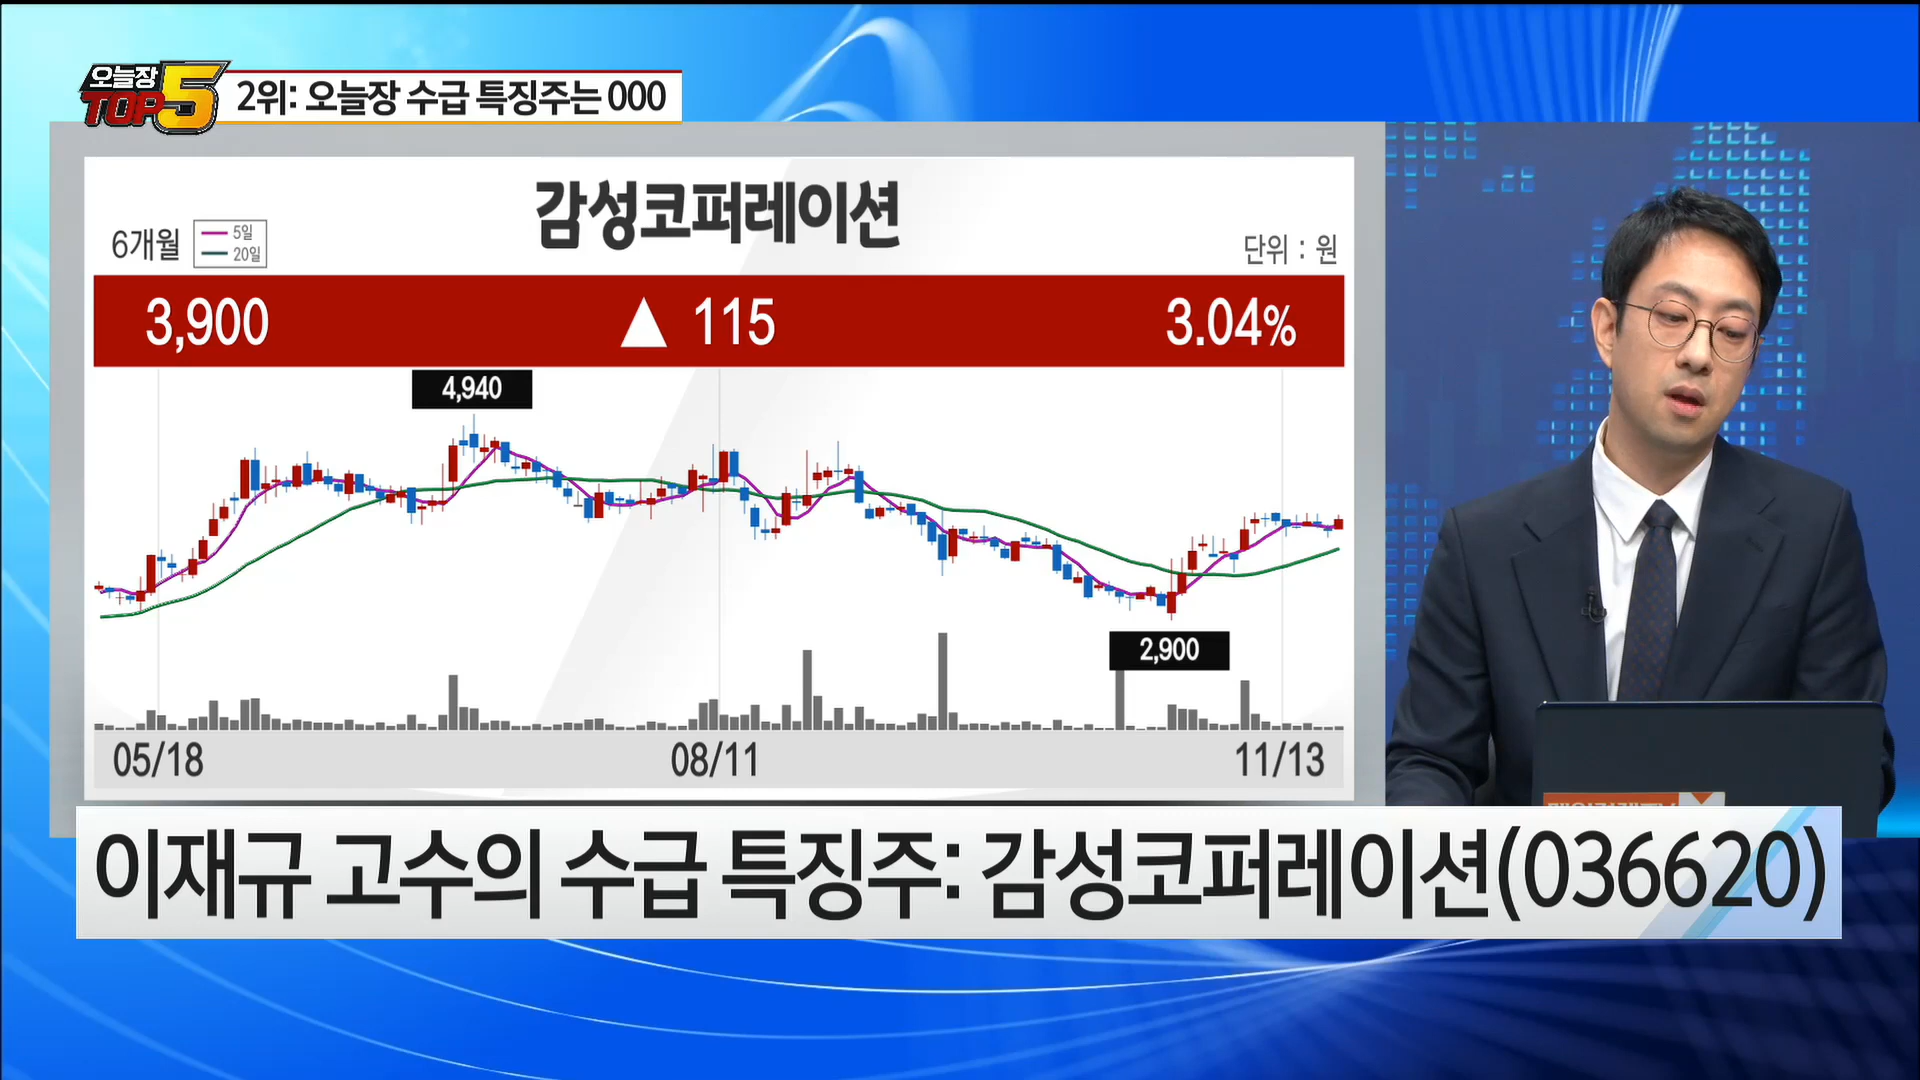 오늘장
TOP5
2위: 오늘장 수급 특징주는 000
감성코퍼레이션
6개월
5일
20일
단위 : 원
3,900 ▲ 115 3.04%
4,940
2,900
05/18 08/11 11/13
이재규 고수의 수급 특징주: 감성코퍼레이션(036620)